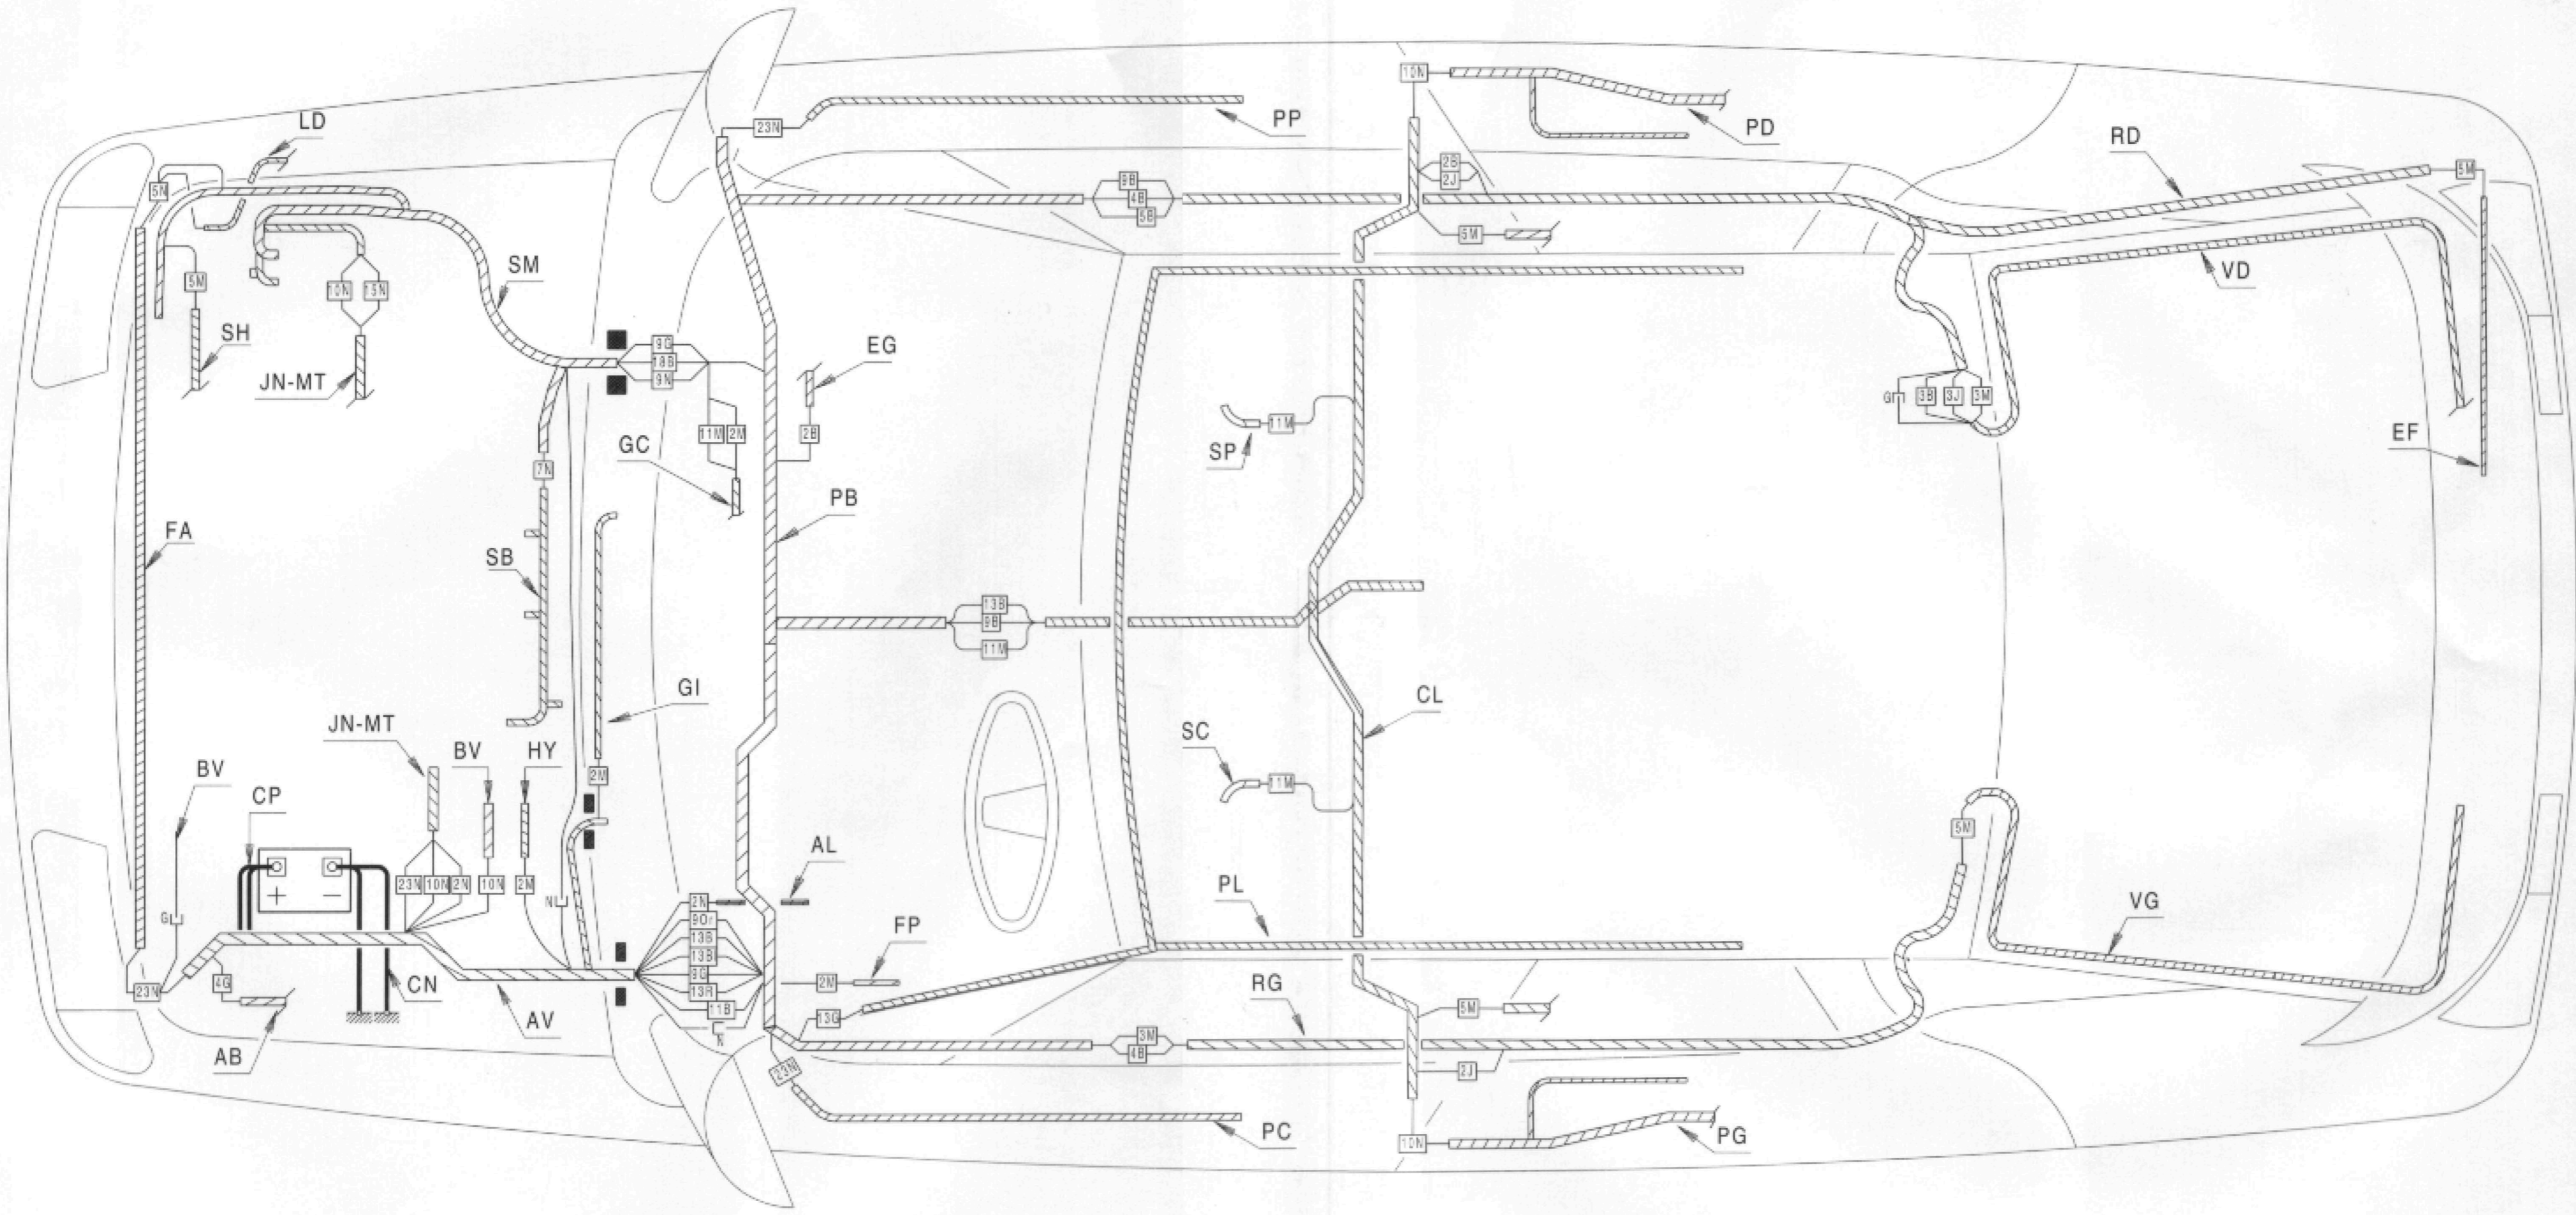 10N
PD
PP
23N
LD
5N
2B
2J
9B
4B
5B
RD
5M
5M
VD
SM
5M
10N
15N
SH
JN-MT
9G
18B
9N
EG
11M
2M
2B
GC
7N
SP
11M
G
3B
3J
3M
EF
PB
FA
SB
13B
9B
11M
GI
CL
JN-MT
BV
HY
BV
CP
2M
SC
11M
5M
+
−
23N
10N
2N
10N
2M
N
G
AL
2N
9Or
13B
13B
9G
13R
11B
N
FP
2M
PL
VG
23N
4G
CN
AV
AB
13G
RG
5M
3M
4B
2J
23N
PC
10N
PG